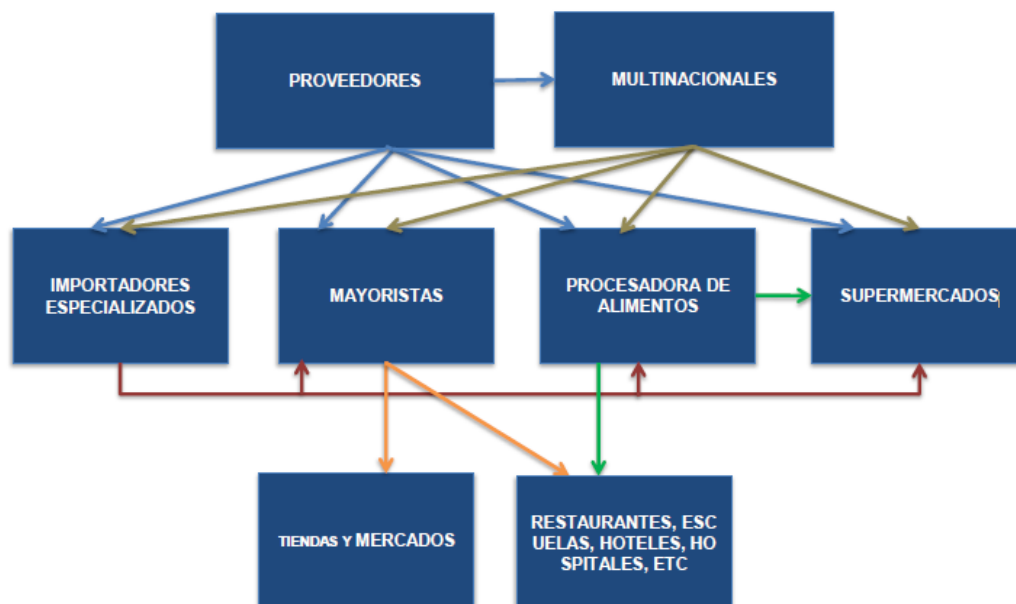 PROVEEDORES
MULTINACIONALES
IMPORTADORES
ESPECIALIZADOS
MAYORISTAS
PROCESADORA DE
ALIMENTOS
SUPERMERCADOS
TIENDAS Y MERCADOS
RESTAURANTES, ESC
UELAS, HOTELES, HO
SPITALES, ETC